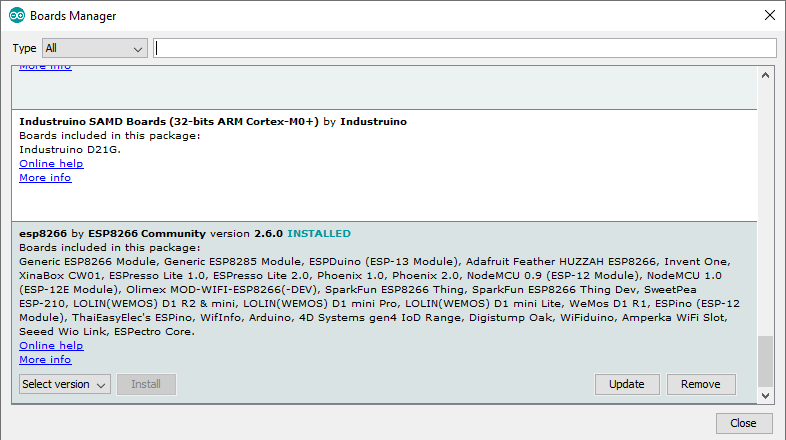 Boards Manager
Type All
More info
Industruino SAMD Boards (32-bits ARM Cortex-M0+) by Industruino
Boards included in this package:
Industruino D21G.
Online help
More info
esp8266 by ESP8266 Community version 2.6.0 INSTALLED
Boards included in this package:
Generic ESP8266 Module, Generic ESP8285 Module, ESPDuino (ESP-13 Module), Adafruit Feather HUZZAH ESP8266, Invent One,
XinaBox CW01, ESPresso Lite 1.0, ESPresso Lite 2.0, Phoenix 1.0, Phoenix 2.0, NodeMCU 0.9 (ESP-12 Module), NodeMCU 1.0
(ESP-12E Module), Olimex MOD-WIFI-ESP8266(-DEV), SparkFun ESP8266 Thing, SparkFun ESP8266 Thing Dev, SweetPea
ESP-210, LOLIN(WEMOS) D1 R2 & mini, LOLIN(WEMOS) D1 mini Pro, LOLIN(WEMOS) D1 mini Lite, WeMos D1 R1, ESPino (ESP-12
Module), ThaiEasyElec's ESPino, WifInfo, Arduino, 4D Systems gen4 IoD Range, Digistump Oak, WiFiduino, Amperka WiFi Slot,
Seeed Wio Link, ESPectro Core.
Online help
More info
Select version Install Update Remove
Close